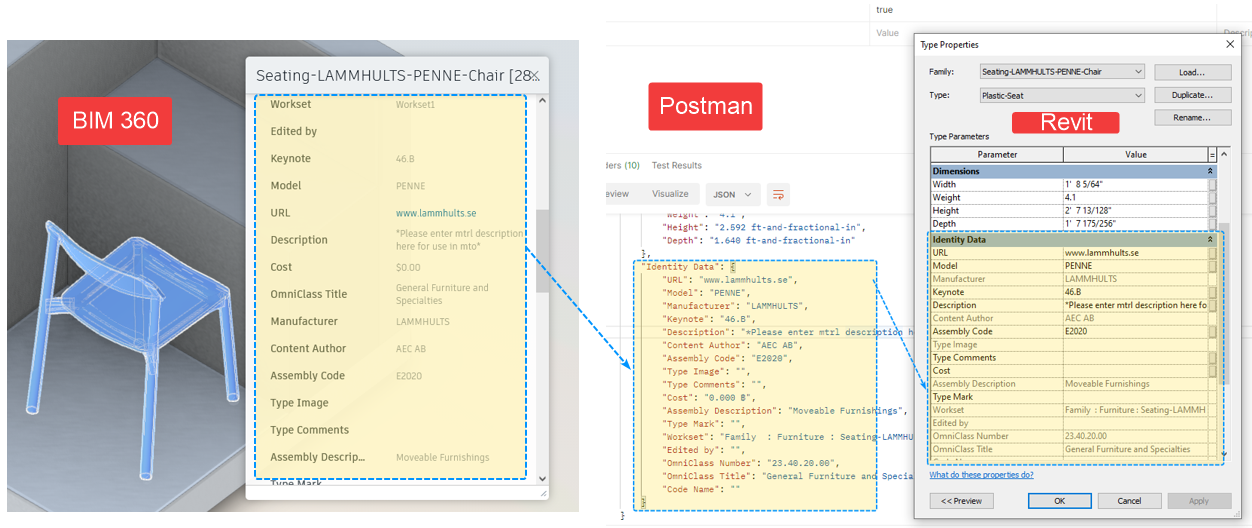 BIM 360
Seating-LAMMHULTS-PENNE-Chair [28
Workset Workset1
Edited by
Keynote 46.B
Model PENNE
URL www.lammhults.se
Description *Please enter mtrl description
here for use in mto*
Cost $0.00
OmniClass Title General Furniture and
Specialties
Manufacturer LAMMHULTS
Content Author AEC AB
Assembly Code E2020
Type Image
Type Comments
Assembly Descrip... Moveable Furnishings
Type Mark
true
Value
Postman
ders (10) Test Results
eview Visualize JSON
"Weight": "4.1",
"Height": "2.592 ft-and-fractional-in",
"Depth": "1.640 ft-and-fractional-in"
},
"Identity Data": {
"URL": "www.lammhults.se",
"Model": "PENNE",
"Manufacturer": "LAMMHULTS",
"Keynote": "46.B",
"Description": "*Please enter mtrl description h
"Content Author": "AEC AB",
"Assembly Code": "E2020",
"Type Image": "",
"Type Comments": "",
"Cost": "0.000 ฿",
"Assembly Description": "Moveable Furnishings",
"Type Mark": "",
"Workset": "Family  : Furniture : Seating-LAMMHU
"Edited by": "",
"OmniClass Number": "23.40.20.00",
"OmniClass Title": "General Furniture and Specia
"Code Name": ""
}
}
Descrip
Type Properties
Family: Seating-LAMMHULTS-PENNE-Chair Load...
Type: Plastic-Seat Duplicate...
Rename...
Revit
Type Parameters
Parameter Value =
Dimensions
Width 1' 8 5/64"
Weight 4.1
Height 2' 7 13/128"
Depth 1' 7 175/256"
Identity Data
URL www.lammhults.se
Model PENNE
Manufacturer LAMMHULTS
Keynote 46.B
Description *Please enter mtrl description here fo
Content Author AEC AB
Assembly Code E2020
Type Image
Type Comments
Cost
Assembly Description Moveable Furnishings
Type Mark
Workset Family : Furniture : Seating-LAMMH
Edited by
OmniClass Number 23.40.20.00
OmniClass Title General Furniture and Specialties
What do these properties do?
<< Preview OK Cancel Apply